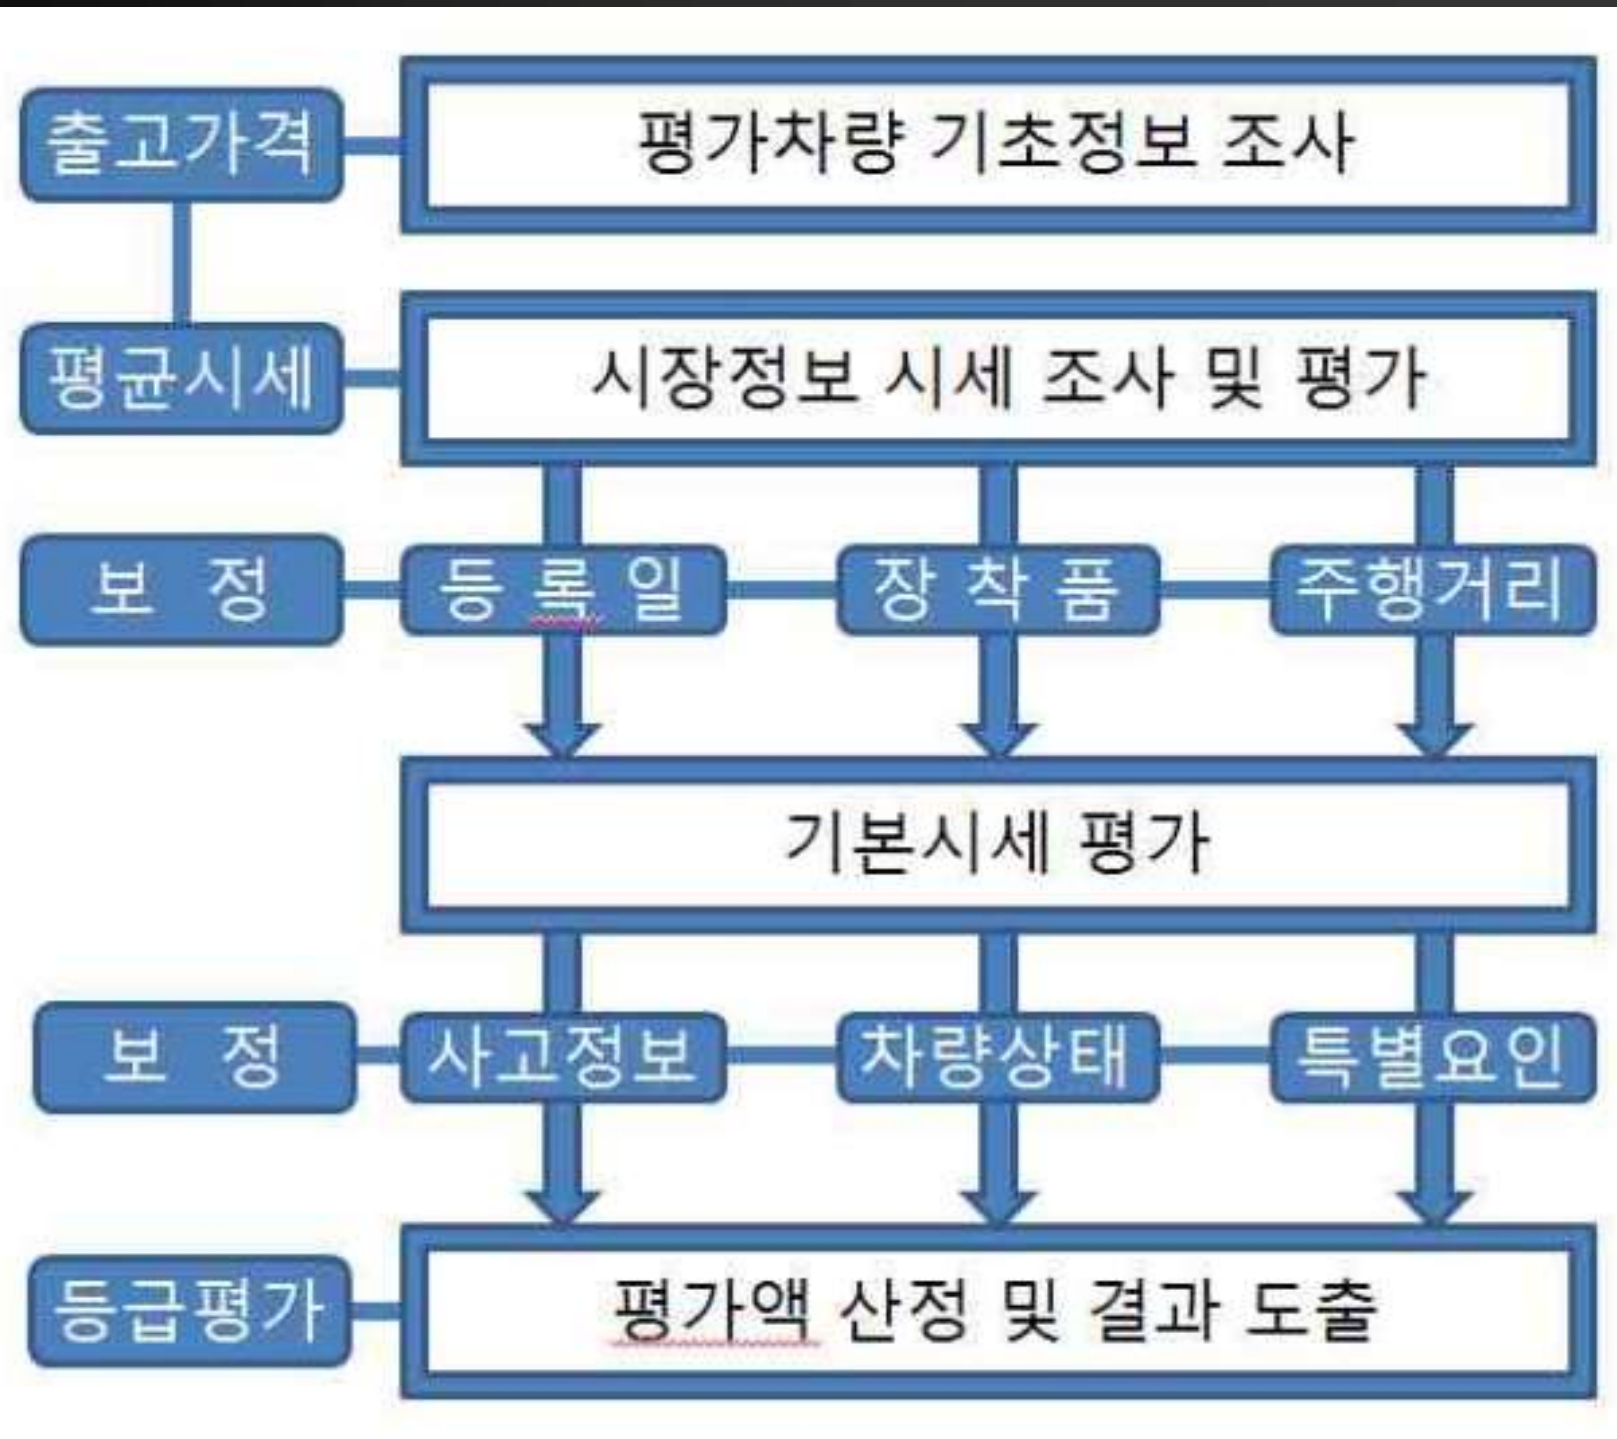 출고가격
평가차량 기초정보 조사
평균시세
시장정보 시세 조사 및 평가
보 정
등 록 일
장 착 품
주행거리
기본시세 평가
보 정
사고정보
차량상태
특별요인
등급평가
평가액 산정 및 결과 도출